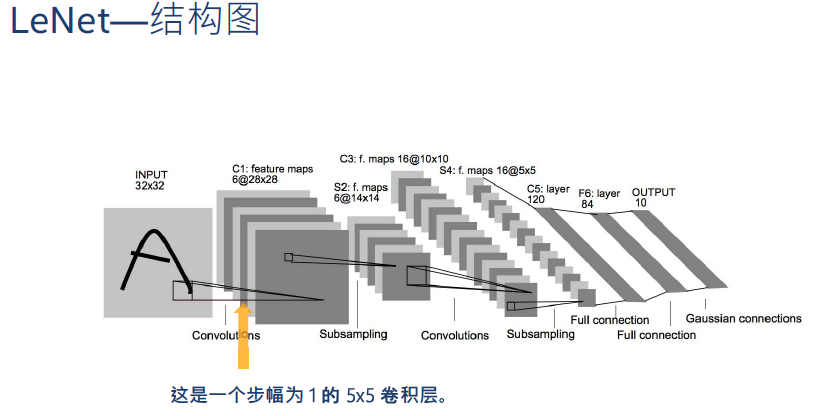 LeNet—结构图
INPUT
32x32
C1: feature maps
6@28x28
S2: f. maps
6@14x14
C3: f. maps 16@10x10
S4: f. maps 16@5x5
C5: layer
120
F6: layer
84
OUTPUT
10
Convolutions
Subsampling
Convolutions
Subsampling
Full connection
Full connection
Gaussian connections
这是一个步幅为1的 5x5 卷积层。